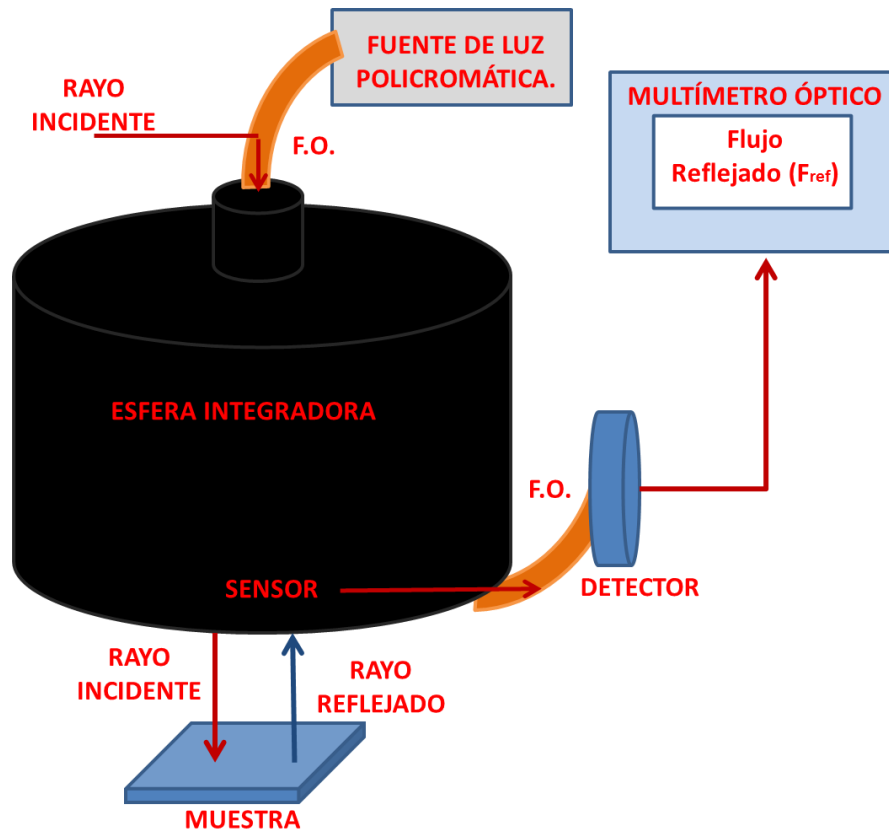 FUENTE DE LUZ
POLICROMÁTICA.
RAYO
INCIDENTE
F.O.
MULTÍMETRO ÓPTICO
Flujo
Reflejado (Fref)
ESFERA INTEGRADORA
F.O.
SENSOR
DETECTOR
RAYO
INCIDENTE
RAYO
REFLEJADO
MUESTRA